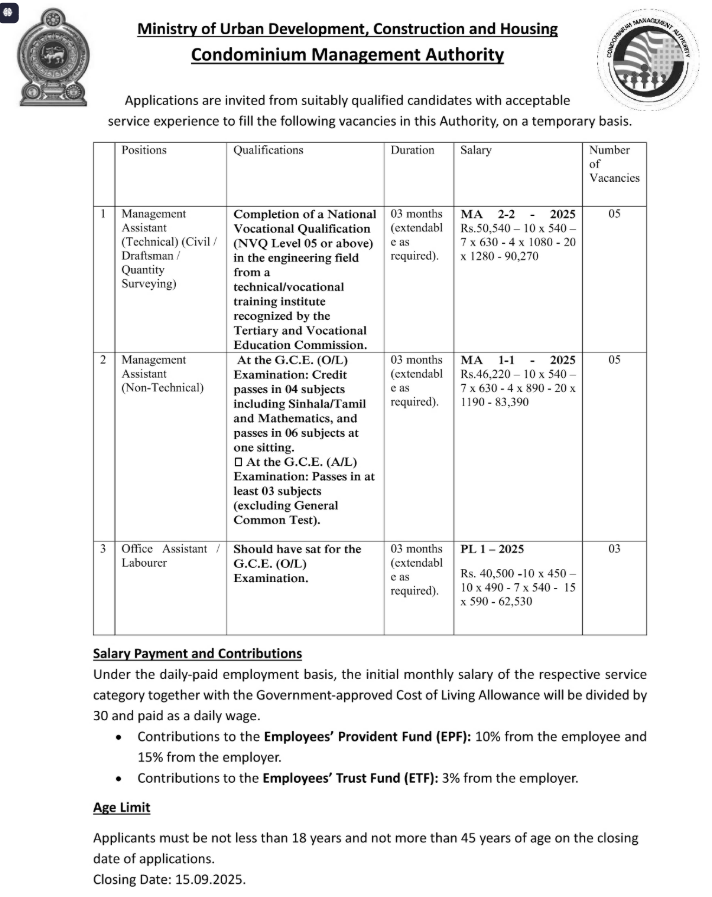 Ministry of Urban Development, Construction and Housing
Condominium Management Authority
CONDOMINIUM MANAGEMENT AUTHORITY
Applications are invited from suitably qualified candidates with acceptable
service experience to fill the following vacancies in this Authority, on a temporary basis.
Positions
Qualifications
Duration
Salary
Number
of
Vacancies
1
Management
Assistant
(Technical) (Civil /
Draftsman /
Quantity
Surveying)
Completion of a National
Vocational Qualification
(NVQ Level 05 or above)
in the engineering field
from a
technical/vocational
training institute
recognized by the
Tertiary and Vocational
Education Commission.
03 months
(extendabl
e as
required).
MA 2-2 - 2025
Rs.50,540 – 10 x 540 –
7 x 630 - 4 x 1080 - 20
x 1280 - 90,270
05
2
Management
Assistant
(Non-Technical)
At the G.C.E. (O/L)
Examination: Credit
passes in 04 subjects
including Sinhala/Tamil
and Mathematics, and
passes in 06 subjects at
one sitting.
▯ At the G.C.E. (A/L)
Examination: Passes in at
least 03 subjects
(excluding General
Common Test).
03 months
(extendabl
e as
required).
MA 1-1 - 2025
Rs.46,220 – 10 x 540 –
7 x 630 - 4 x 890 - 20 x
1190 - 83,390
05
3
Office Assistant /
Labourer
Should have sat for the
G.C.E. (O/L)
Examination.
03 months
(extendabl
e as
required).
PL 1 – 2025
Rs. 40,500 -10 x 450 –
10 x 490 - 7 x 540 - 15
x 590 - 62,530
03
Salary Payment and Contributions
Under the daily-paid employment basis, the initial monthly salary of the respective service
category together with the Government-approved Cost of Living Allowance will be divided by
30 and paid as a daily wage.
• Contributions to the Employees’ Provident Fund (EPF): 10% from the employee and
15% from the employer.
• Contributions to the Employees’ Trust Fund (ETF): 3% from the employer.
Age Limit
Applicants must be not less than 18 years and not more than 45 years of age on the closing
date of applications.
Closing Date: 15.09.2025.